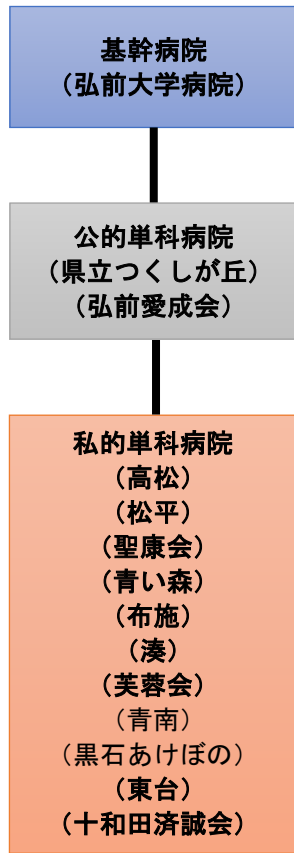 基幹病院
（弘前大学病院）
公的単科病院
（県立つくしが丘）
（弘前愛成会）
私的単科病院
（高松）
（松平）
（聖康会）
（青い森）
（布施）
（湊）
（芙蓉会）
（青南）
（黒石あけぼの）
（東台）
（十和田済誠会）